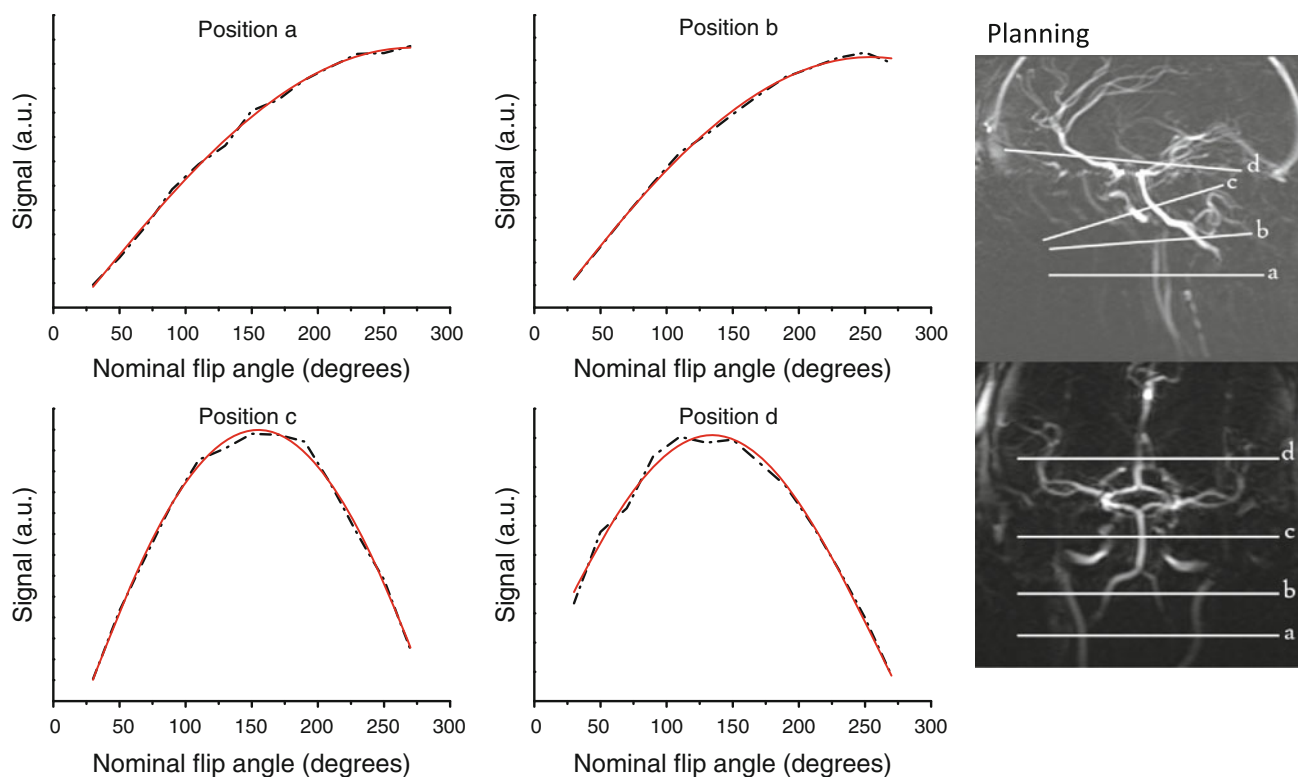 Position a
Signal (a.u.)
0 50 100 150 200 250 300
Nominal flip angle (degrees)
Position b
Signal (a.u.)
0 50 100 150 200 250 300
Nominal flip angle (degrees)
Position c
Signal (a.u.)
0 50 100 150 200 250 300
Nominal flip angle (degrees)
Position d
Signal (a.u.)
0 50 100 150 200 250 300
Nominal flip angle (degrees)
Planning
d
c
b
a
d
c
b
a